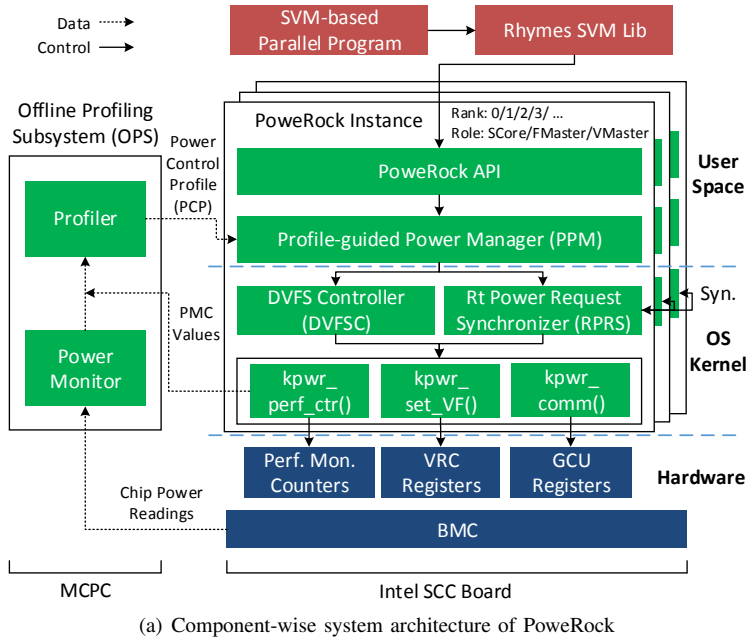 Data
Control
SVM-based
Parallel Program
Rhymes SVM Lib
Offline Profiling
Subsystem (OPS)
Profiler
Power
Monitor
Power
Control
Profile
(PCP)
PMC
Values
Chip Power
Readings
MCPC
PoweRock Instance
Rank: 0/1/2/3/ ...
Role: SCore/FMaster/VMaster
PoweRock API
Profile-guided Power Manager (PPM)
DVFS Controller
(DVFSC)
Rt Power Request
Synchronizer (RPRS)
kpwr_
perf_ctr()
kpwr_
set_VF()
kpwr_
comm()
User
Space
Syn.
OS
Kernel
Perf. Mon.
Counters
VRC
Registers
GCU
Registers
Hardware
BMC
Intel SCC Board
(a) Component-wise system architecture of PoweRock